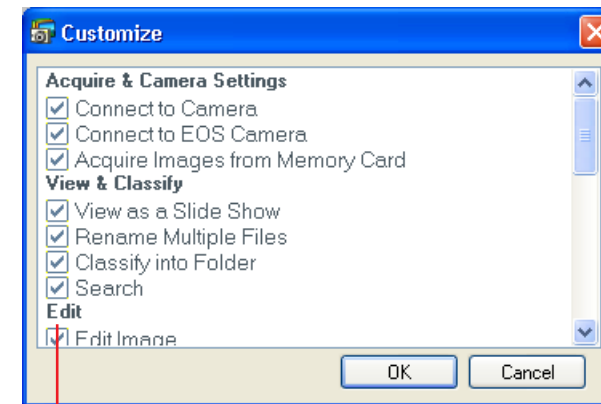 Customize
Acquire & Camera Settings
Connect to Camera
Connect to EOS Camera
Acquire Images from Memory Card
View & Classify
View as a Slide Show
Rename Multiple Files
Classify into Folder
Search
Edit
Edit Image
OK Cancel